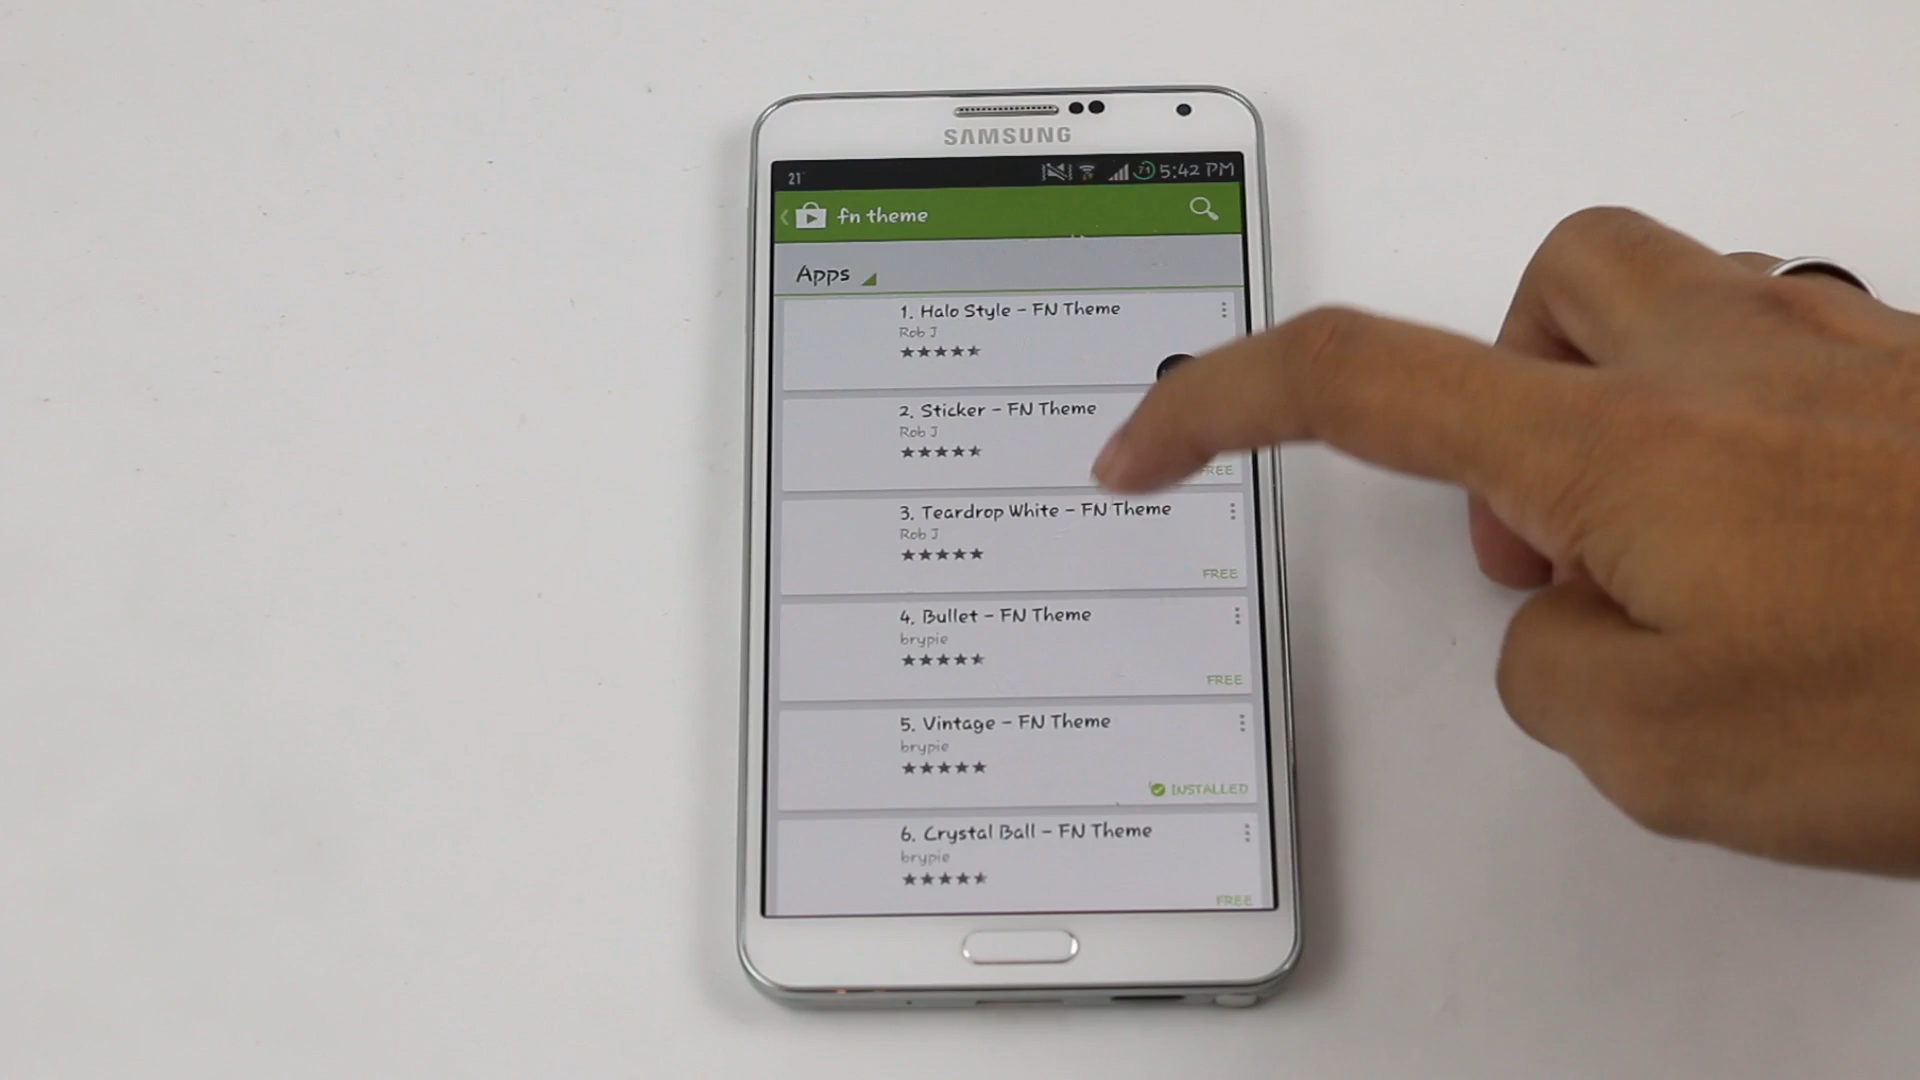 SAMSUNG
21° 71 5:42 PM
fn theme
Apps
1. Halo Style - FN Theme
Rob J
2. Sticker - FN Theme
Rob J
FREE
3. Teardrop White - FN Theme
Rob J
FREE
4. Bullet - FN Theme
brypie
FREE
5. Vintage - FN Theme
brypie
INSTALLED
6. Crystal Ball - FN Theme
brypie
FREE